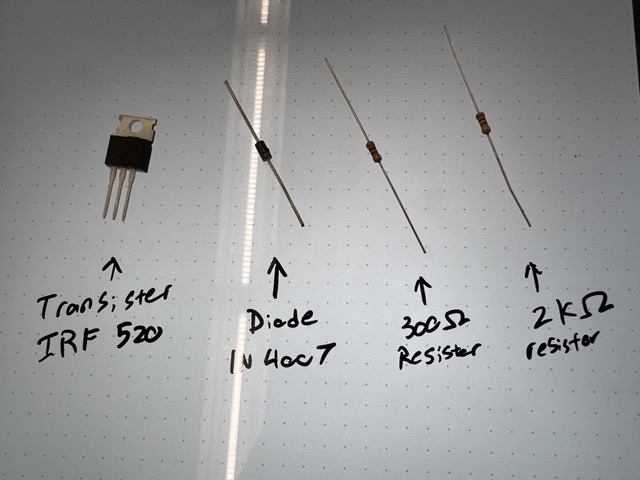 Transister
IRF 520
Diode
1N 4007
300Ω
Resister
2KΩ
resistor